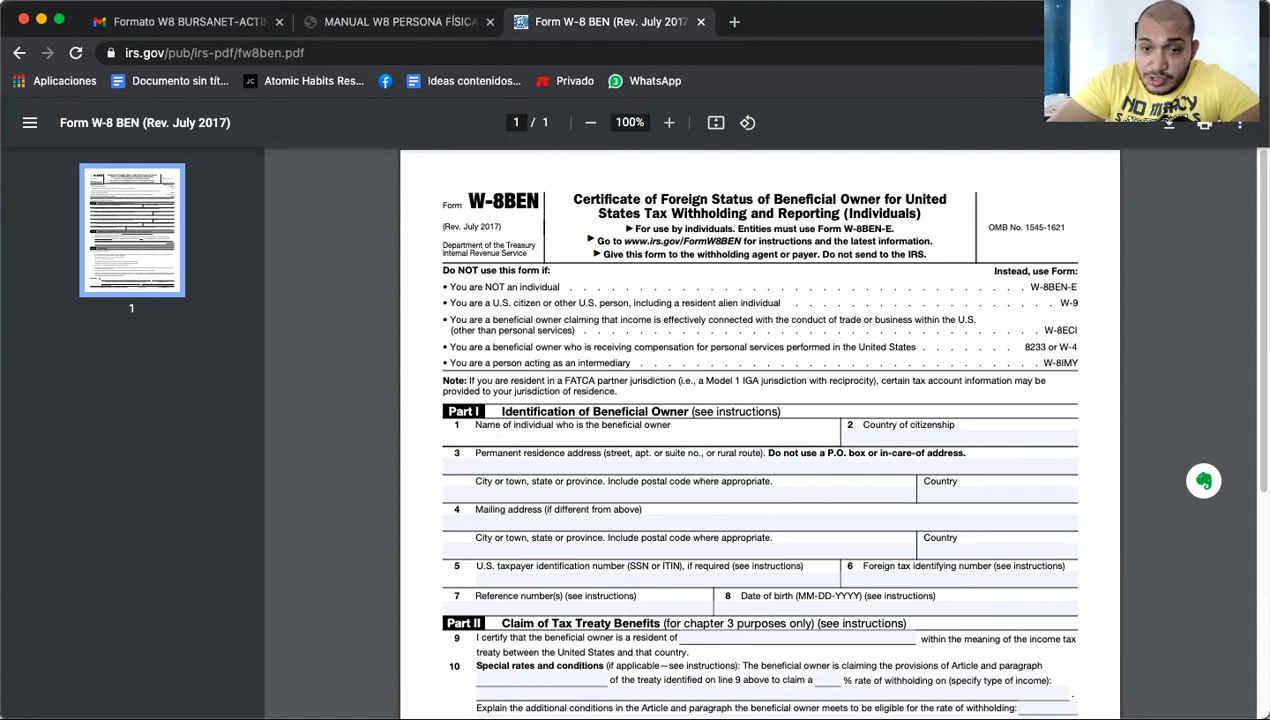 Formato W8 BURSANET-ACTIN
MANUAL W8 PERSONA FÍSICA
Form W-8 BEN (Rev. July 2017)
irs.gov/pub/irs-pdf/fw8ben.pdf
Aplicaciones
Documento sin tít...
JC
Atomic Habits Res...
Ideas contenidos...
Privado
3
WhatsApp
NO MERCY
Form W-8 BEN (Rev. July 2017)
1 / 1
100%
1
Form W-8BEN
(Rev. July 2017)
Department of the Treasury
Internal Revenue Service
Certificate of Foreign Status of Beneficial Owner for United
States Tax Withholding and Reporting (Individuals)
▶ For use by individuals. Entities must use Form W-8BEN-E.
▶ Go to www.irs.gov/FormW8BEN for instructions and the latest information.
▶ Give this form to the withholding agent or payer. Do not send to the IRS.
OMB No. 1545-1621
Do NOT use this form if: Instead, use Form:
• You are NOT an individual . . . W-8BEN-E
• You are a U.S. citizen or other U.S. person, including a resident alien individual . . . W-9
• You are a beneficial owner claiming that income is effectively connected with the conduct of trade or business within the U.S.
(other than personal services) . . . W-8ECI
• You are a beneficial owner who is receiving compensation for personal services performed in the United States . . . 8233 or W-4
• You are a person acting as an intermediary . . . W-8IMY
Note: If you are resident in a FATCA partner jurisdiction (i.e., a Model 1 IGA jurisdiction with reciprocity), certain tax account information may be
provided to your jurisdiction of residence.
Part I Identification of Beneficial Owner (see instructions)
1 Name of individual who is the beneficial owner
2 Country of citizenship
3 Permanent residence address (street, apt. or suite no., or rural route). Do not use a P.O. box or in-care-of address.
City or town, state or province. Include postal code where appropriate.
Country
4 Mailing address (if different from above)
City or town, state or province. Include postal code where appropriate.
Country
5 U.S. taxpayer identification number (SSN or ITIN), if required (see instructions)
6 Foreign tax identifying number (see instructions)
7 Reference number(s) (see instructions)
8 Date of birth (MM-DD-YYYY) (see instructions)
Part II Claim of Tax Treaty Benefits (for chapter 3 purposes only) (see instructions)
9 I certify that the beneficial owner is a resident of within the meaning of the income tax
treaty between the United States and that country.
10 Special rates and conditions (if applicable—see instructions): The beneficial owner is claiming the provisions of Article and paragraph
of the treaty identified on line 9 above to claim a % rate of withholding on (specify type of income):
.
Explain the additional conditions in the Article and paragraph the beneficial owner meets to be eligible for the rate of withholding: